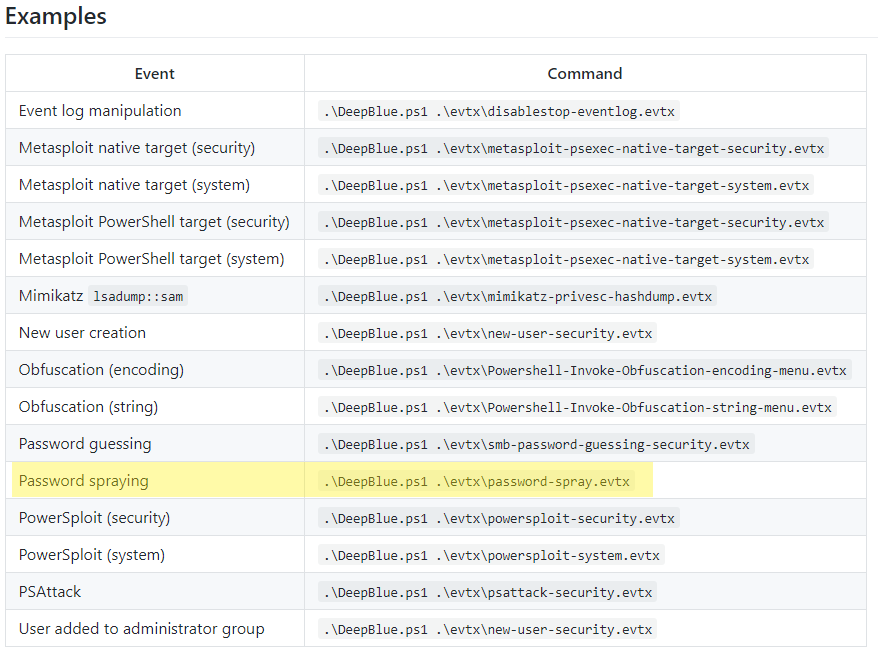 Examples
Event Command
Event log manipulation .\DeepBlue.ps1 .\evtx\disablestop-eventlog.evtx
Metasploit native target (security) .\DeepBlue.ps1 .\evtx\metasploit-psexec-native-target-security.evtx
Metasploit native target (system) .\DeepBlue.ps1 .\evtx\metasploit-psexec-native-target-system.evtx
Metasploit PowerShell target (security) .\DeepBlue.ps1 .\evtx\metasploit-psexec-native-target-security.evtx
Metasploit PowerShell target (system) .\DeepBlue.ps1 .\evtx\metasploit-psexec-native-target-system.evtx
Mimikatz lsadump::sam .\DeepBlue.ps1 .\evtx\mimikatz-privesc-hashdump.evtx
New user creation .\DeepBlue.ps1 .\evtx\new-user-security.evtx
Obfuscation (encoding) .\DeepBlue.ps1 .\evtx\Powershell-Invoke-Obfuscation-encoding-menu.evtx
Obfuscation (string) .\DeepBlue.ps1 .\evtx\Powershell-Invoke-Obfuscation-string-menu.evtx
Password guessing .\DeepBlue.ps1 .\evtx\smb-password-guessing-security.evtx
Password spraying .\DeepBlue.ps1 .\evtx\password-spray.evtx
PowerSploit (security) .\DeepBlue.ps1 .\evtx\powersploit-security.evtx
PowerSploit (system) .\DeepBlue.ps1 .\evtx\powersploit-system.evtx
PSAttack .\DeepBlue.ps1 .\evtx\psattack-security.evtx
User added to administrator group .\DeepBlue.ps1 .\evtx\new-user-security.evtx